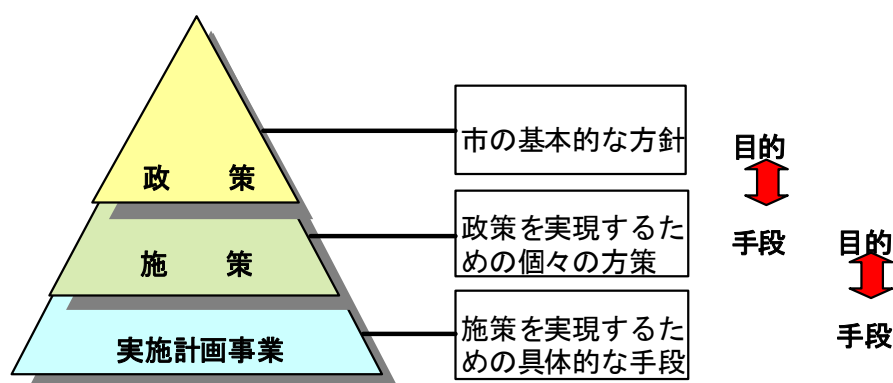 政　　策
市の基本的な方針
目的
手段
施　　策
政策を実現するた
めの個々の方策
目的
手段
実施計画事業
施策を実現するた
めの具体的な手段